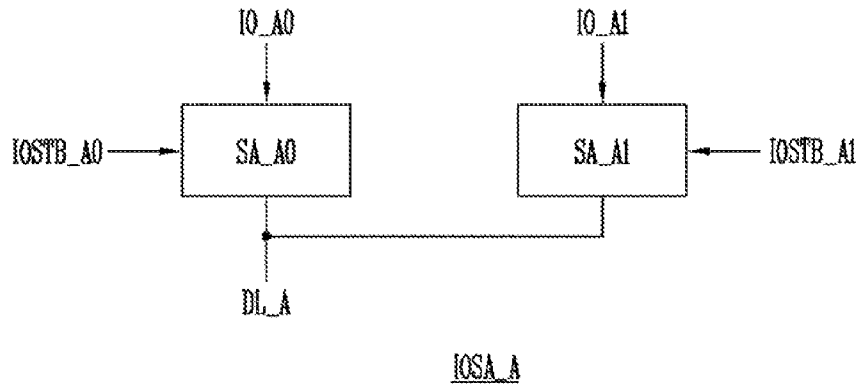 IO_A0
IO_A1
IOSTB_A0
SA_A0
SA_A1
IOSTB_A1
DL_A
IOSA_A